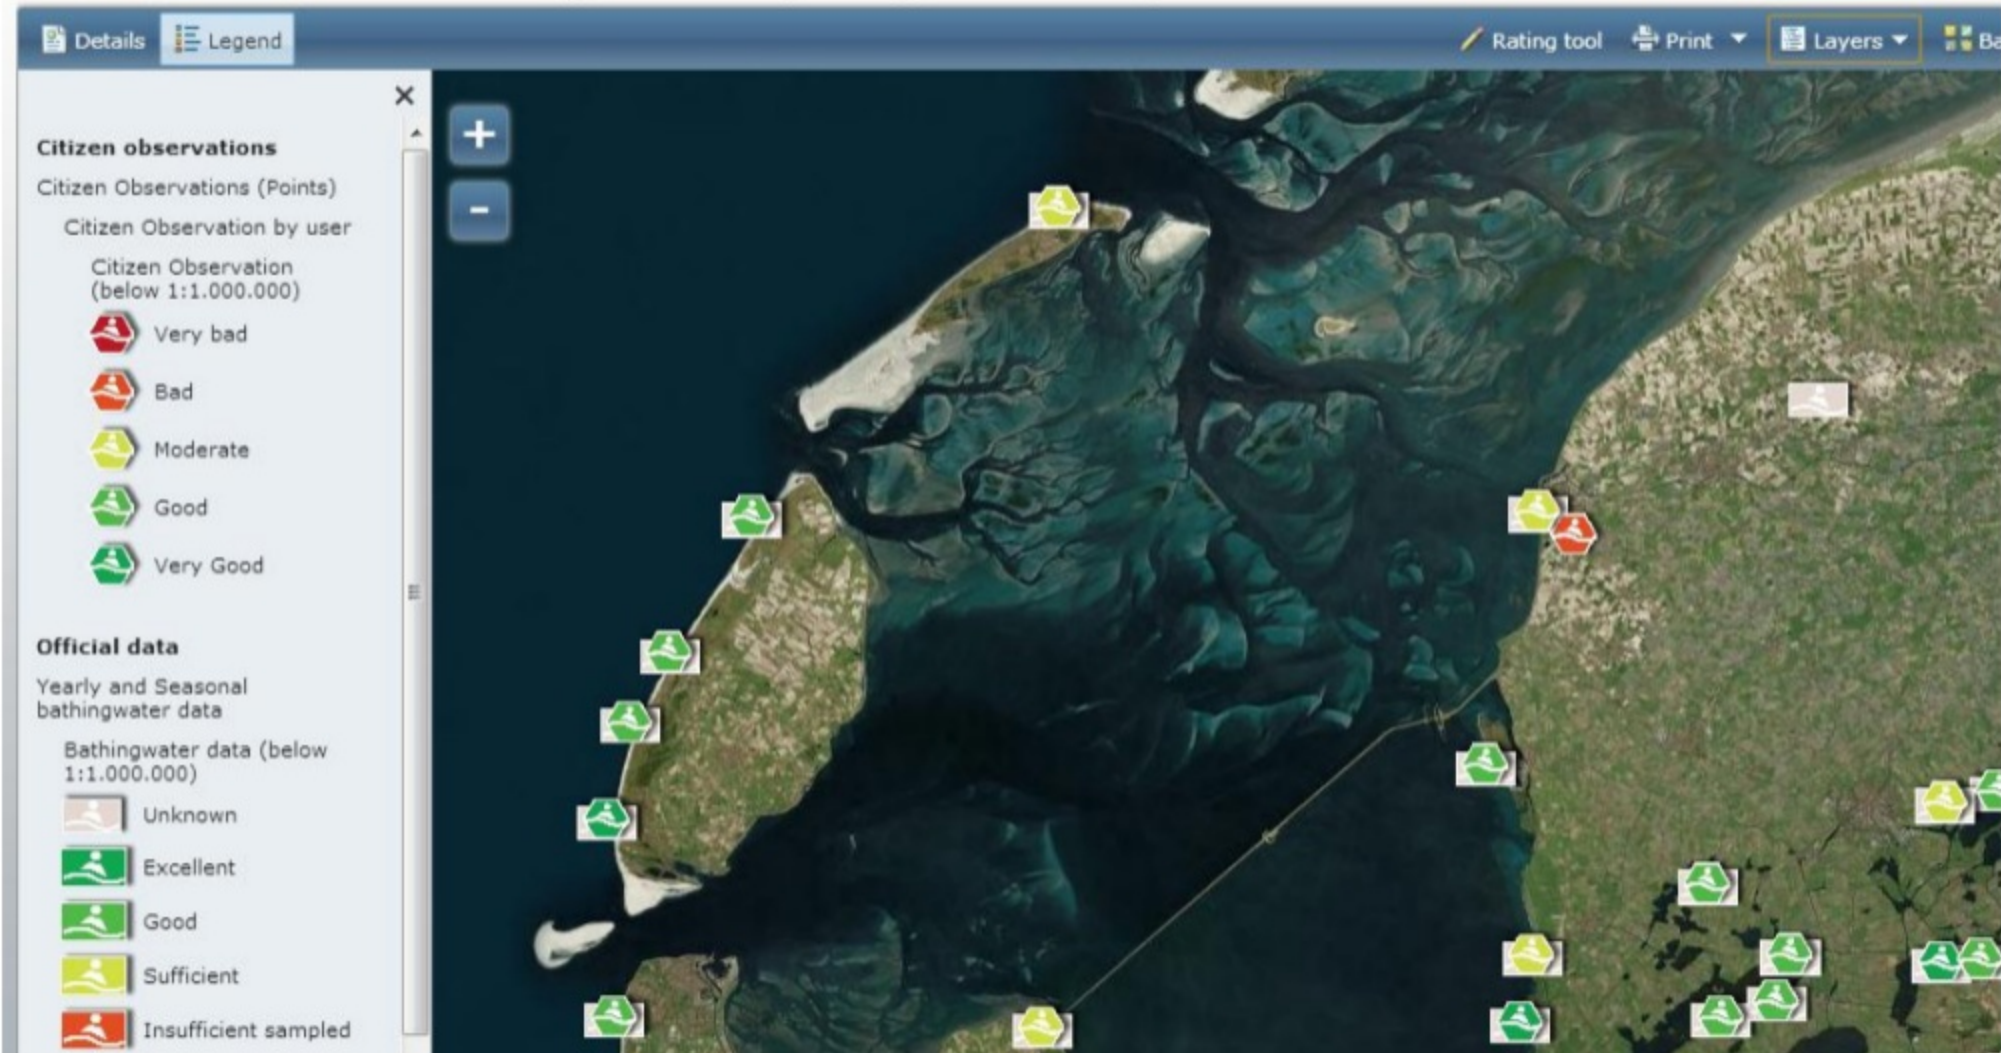 Details
Legend
Rating tool
Print
Layers
Ba
Citizen observations
Citizen Observations (Points)
Citizen Observation by user
Citizen Observation
(below 1:1.000.000)
Very bad
Bad
Moderate
Good
Very Good
Official data
Yearly and Seasonal
bathingwater data
Bathingwater data (below
1:1.000.000)
Unknown
Excellent
Good
Sufficient
Insufficient sampled